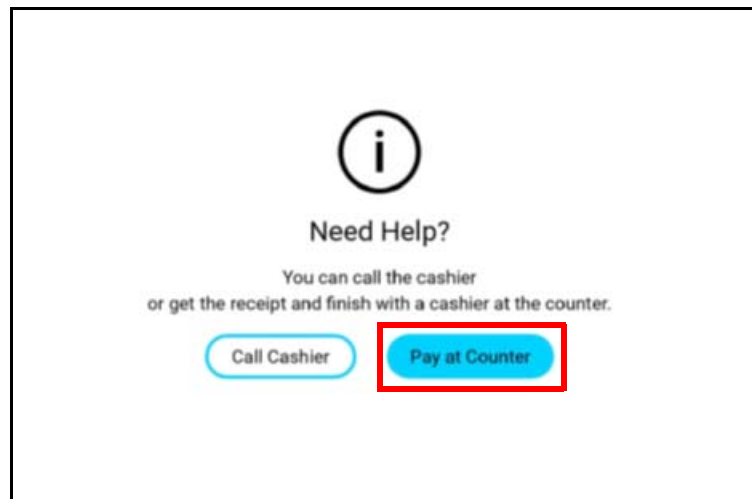 i
Need Help?
You can call the cashier
or get the receipt and finish with a cashier at the counter.
Call Cashier
Pay at Counter